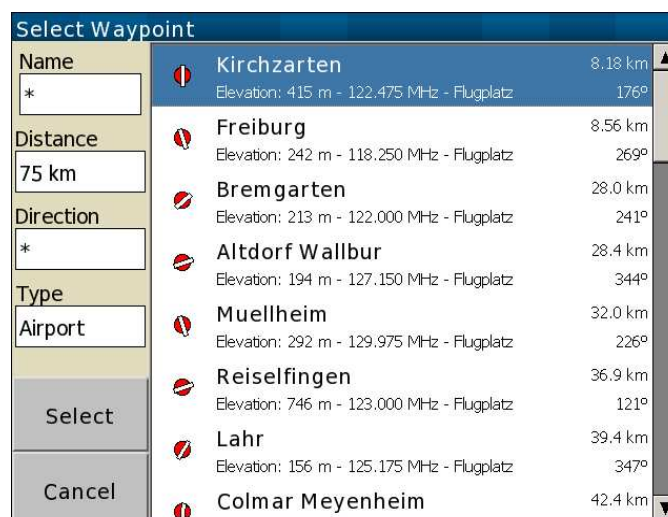 Select Waypoint
Name
*
Distance
75 km
Direction
*
Type
Airport
Select
Cancel
Kirchzarten 8.18 km
Elevation: 415 m - 122.475 MHz - Flugplatz 176°
Freiburg 8.56 km
Elevation: 242 m - 118.250 MHz - Flugplatz 269°
Bremgarten 28.0 km
Elevation: 213 m - 122.000 MHz - Flugplatz 241°
Altdorf Wallbur 28.4 km
Elevation: 194 m - 127.150 MHz - Flugplatz 344°
Muellheim 32.0 km
Elevation: 292 m - 129.975 MHz - Flugplatz 226°
Reiselfingen 36.9 km
Elevation: 746 m - 123.000 MHz - Flugplatz 121°
Lahr 39.4 km
Elevation: 156 m - 125.175 MHz - Flugplatz 347°
Colmar Meyenheim 42.4 km